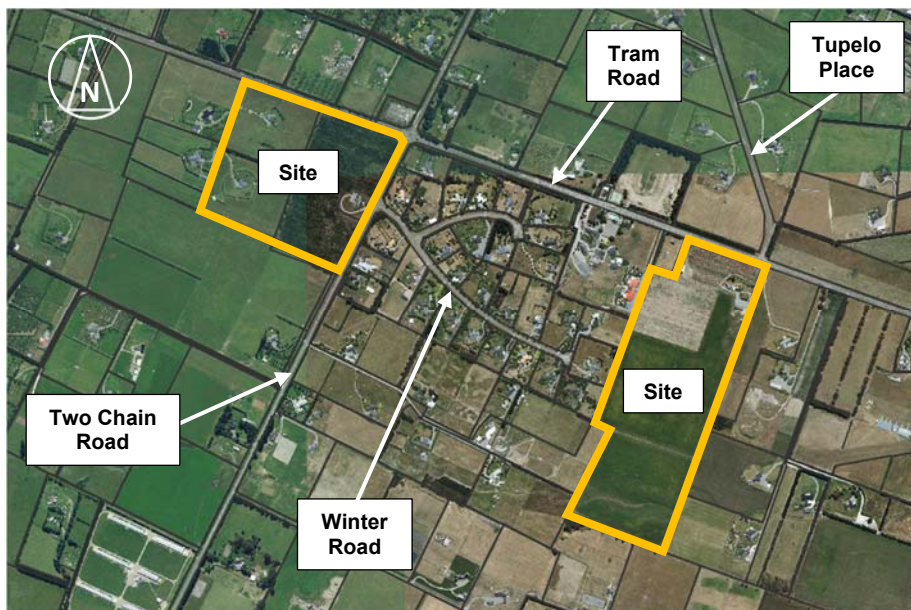 N
Tram
Road
Tupelo
Place
Site
Site
Two Chain
Road
Winter
Road